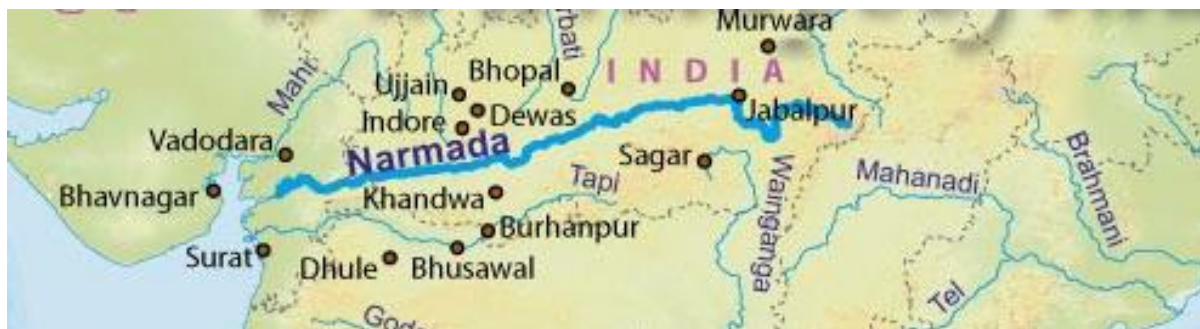 Murwara
rbati
Bhopal
INDIA
Ujjain
Mahi
Dewas
Jabalpur
Indore
Vadodara
Narmada
Sagar
Brahmani
Bhavnagar
Khandwa
Tapi
Wainganga
Mahanadi
Burhanpur
Surat
Dhule
Bhusawal
Tel
Goda